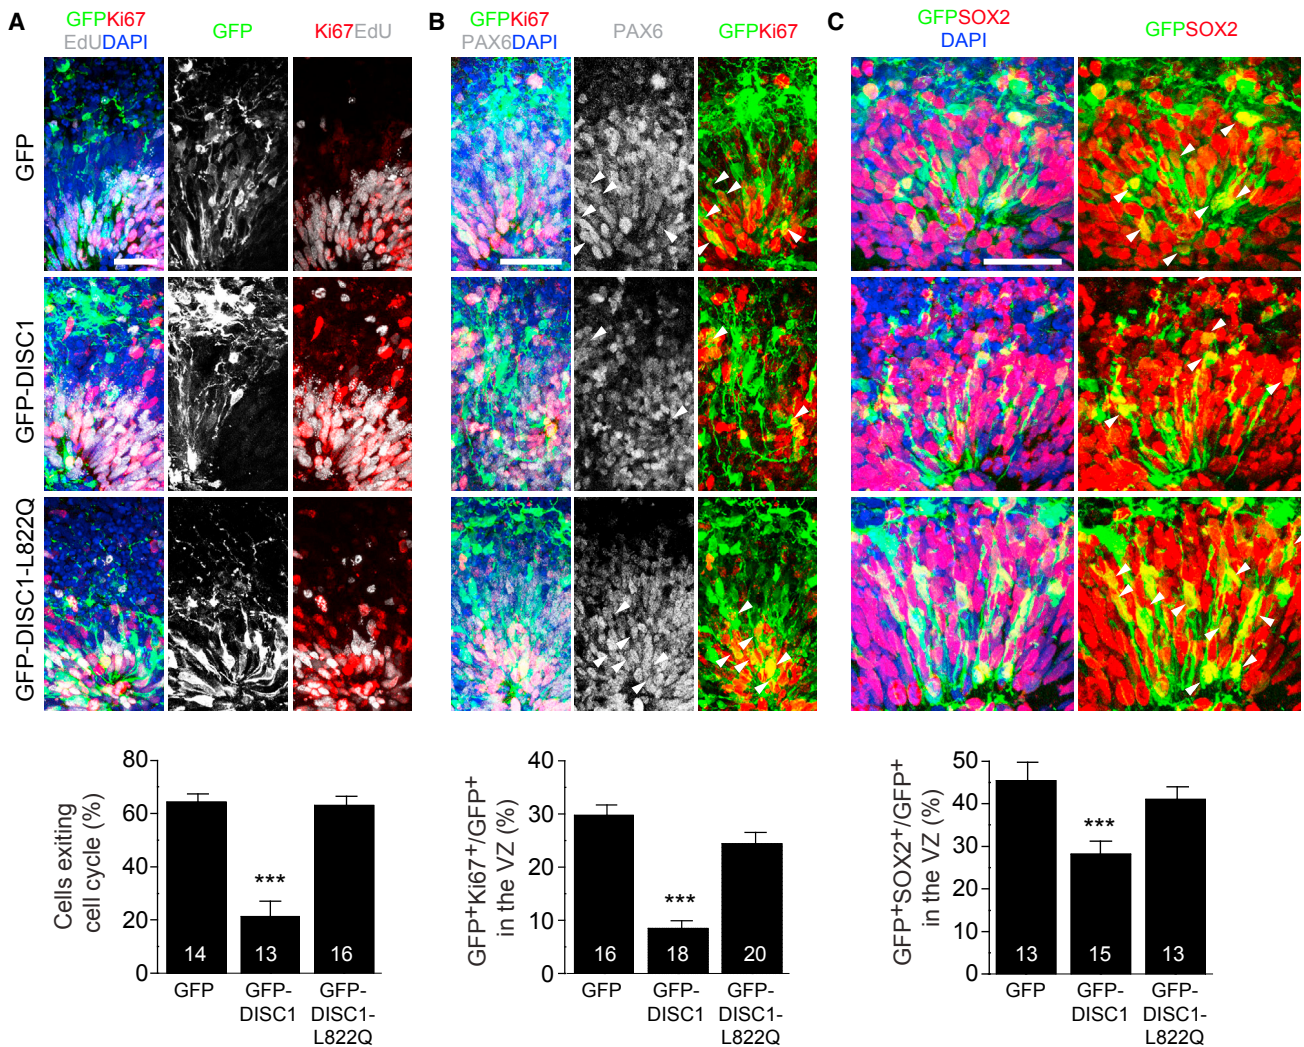 A
GFPKi67
EdUDAPI
GFP
Ki67EdU
B
GFPKi67
PAX6DAPI
PAX6
GFPKi67
C
GFPSOX2
DAPI
GFPSOX2
GFP
GFP-DISC1
GFP-DISC1-L822Q
Cells exiting
cell cycle (%)
80
60
40
20
0
***
14
13
16
GFP
GFP-
DISC1
GFP-
DISC1-
L822Q
GFP+Ki67+/GFP+
in the VZ (%)
40
30
20
10
0
***
16
18
20
GFP
GFP-
DISC1
GFP-
DISC1-
L822Q
GFP+SOX2+/GFP+
in the VZ (%)
50
40
30
20
10
0
***
13
15
13
GFP
GFP-
DISC1
GFP-
DISC1-
L822Q